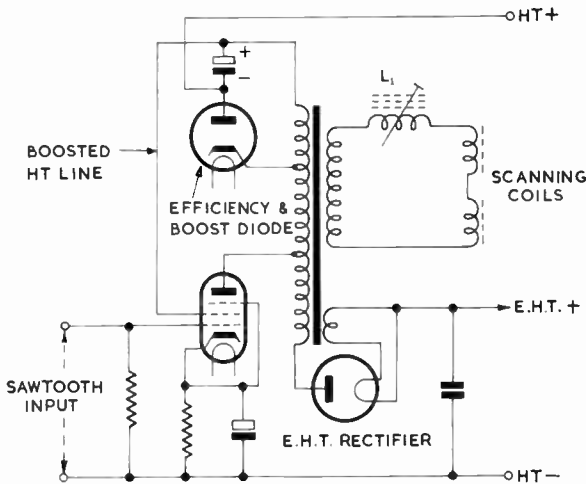 HT+
+
−
L₁
BOOSTED
HT LINE
EFFICIENCY &
BOOST DIODE
SCANNING
COILS
E.H.T.+
SAWTOOTH
INPUT
E.H.T. RECTIFIER
HT−